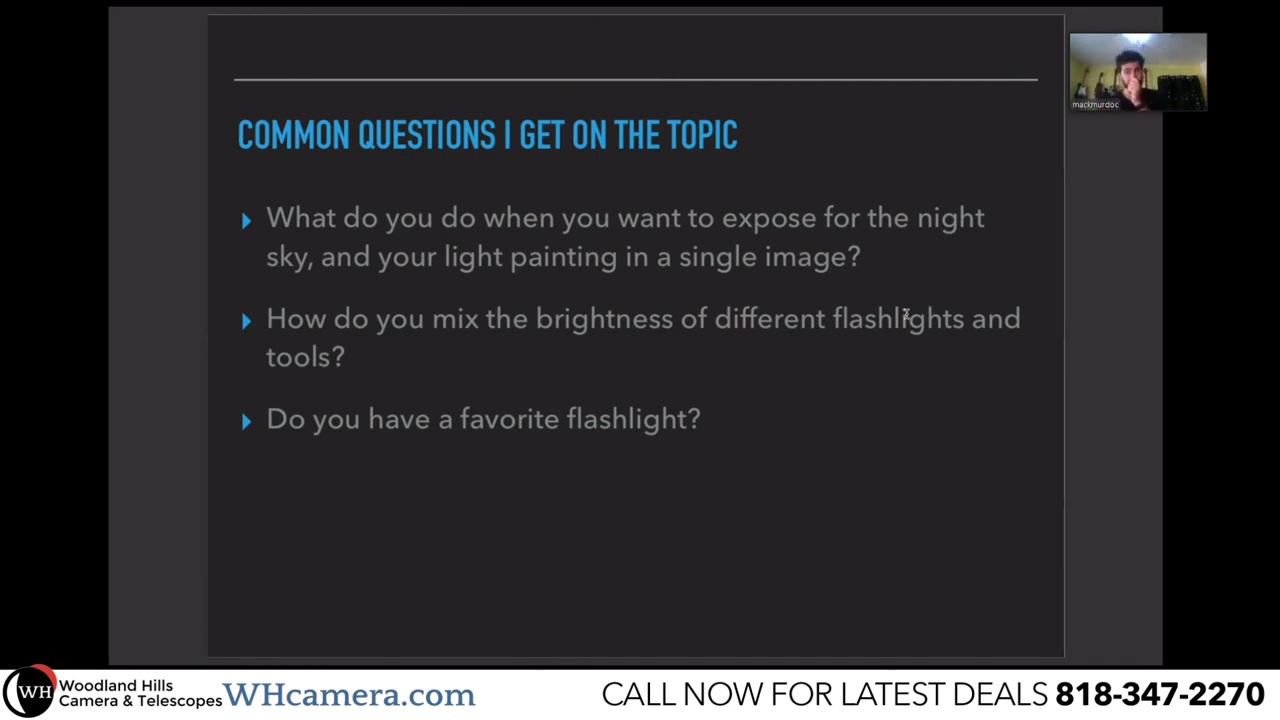 mackmurdoc
COMMON QUESTIONS I GET ON THE TOPIC
What do you do when you want to expose for the night
sky, and your light painting in a single image?
How do you mix the brightness of different flashlights and
tools?
Do you have a favorite flashlight?
WH
Woodland Hills
Camera & Telescopes
WHcamera.com
CALL NOW FOR LATEST DEALS 818-347-2270